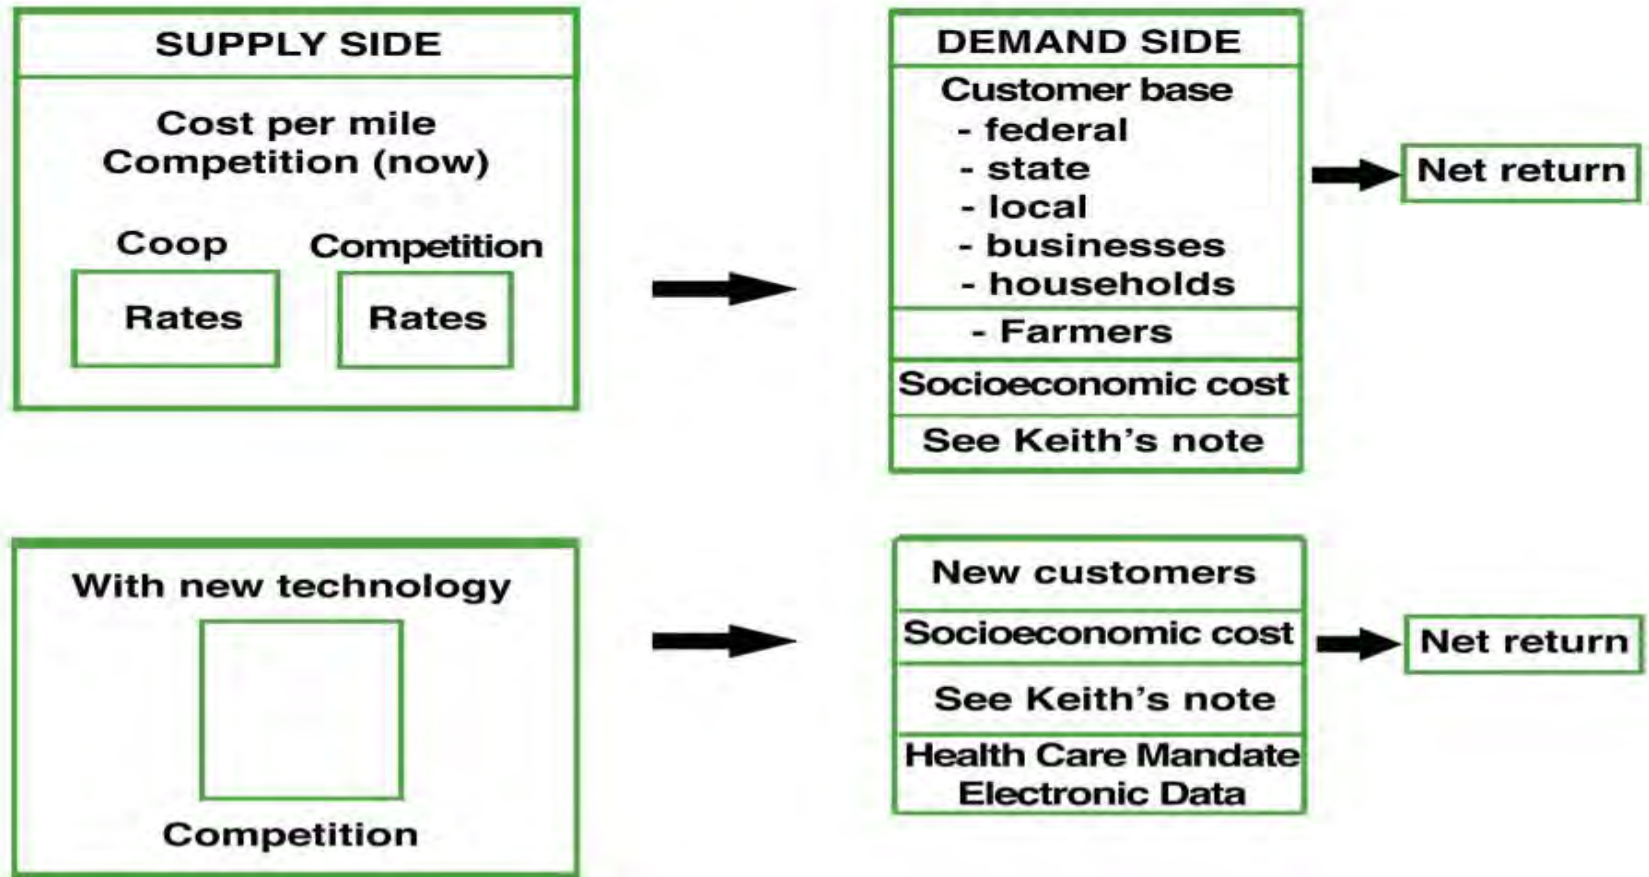 SUPPLY SIDE
Cost per mile
Competition (now)
Coop
Competition
Rates
Rates
DEMAND SIDE
Customer base
- federal
- state
- local
- businesses
- households
- Farmers
Socioeconomic cost
See Keith's note
Net return
With new technology
Competition
New customers
Socioeconomic cost
See Keith's note
Health Care Mandate
Electronic Data
Net return